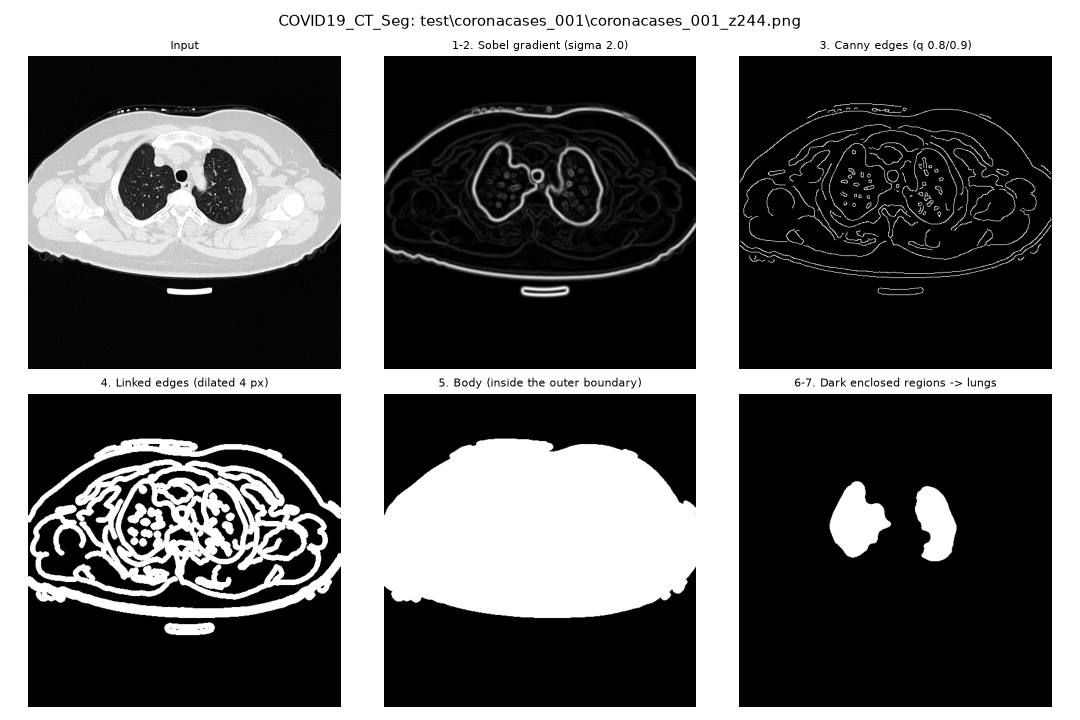 COVID19_CT_Seg: test\coronacases_001\coronacases_001_z244.png
Input
1-2. Sobel gradient (sigma 2.0)
3. Canny edges (q 0.8/0.9)
4. Linked edges (dilated 4 px)
5. Body (inside the outer boundary)
6-7. Dark enclosed regions -> lungs